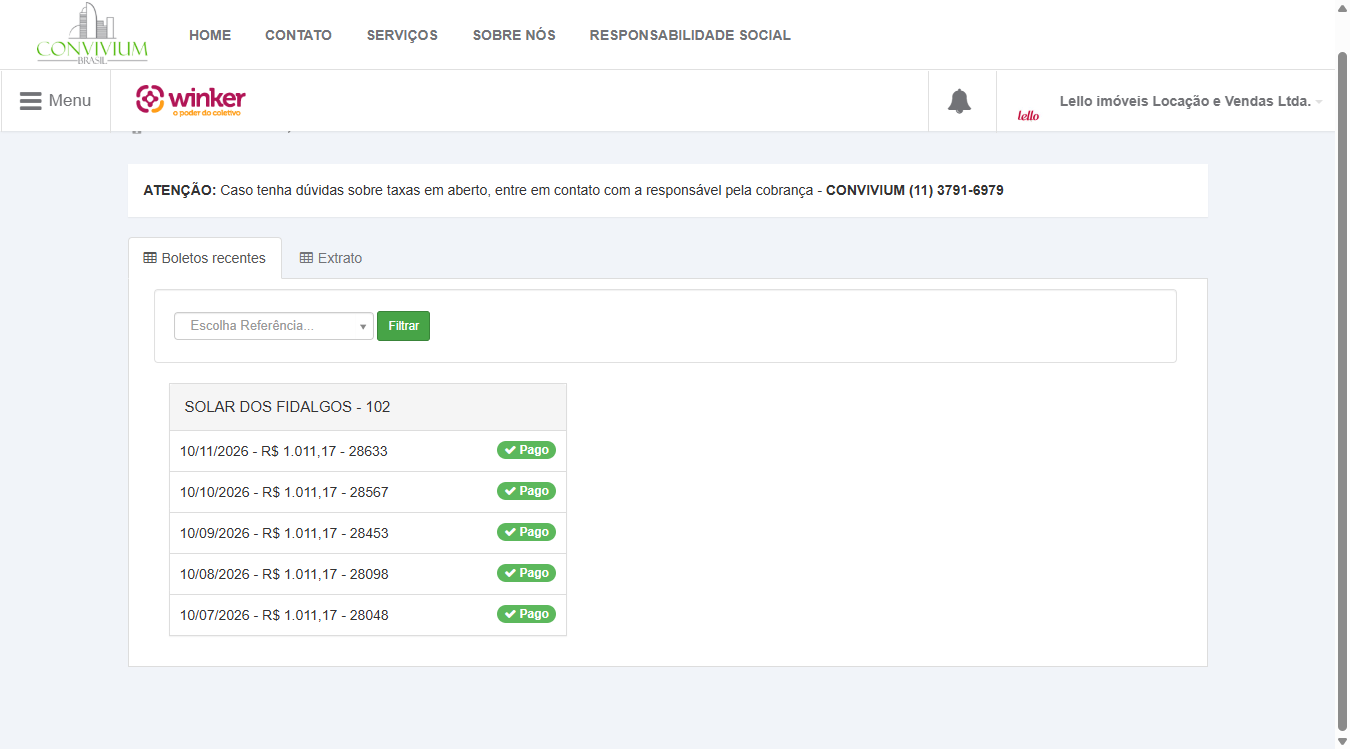 CONVIVIUM
BRASIL
HOME CONTATO SERVIÇOS SOBRE NÓS RESPONSABILIDADE SOCIAL
Menu
winker
o poder do coletivo
lello
Lello imóveis Locação e Vendas Ltda.
ATENÇÃO: Caso tenha dúvidas sobre taxas em aberto, entre em contato com a responsável pela cobrança - CONVIVIUM (11) 3791-6979
Boletos recentes Extrato
Escolha Referência... Filtrar
SOLAR DOS FIDALGOS - 102
10/11/2026 - R$ 1.011,17 - 28633 Pago
10/10/2026 - R$ 1.011,17 - 28567 Pago
10/09/2026 - R$ 1.011,17 - 28453 Pago
10/08/2026 - R$ 1.011,17 - 28098 Pago
10/07/2026 - R$ 1.011,17 - 28048 Pago